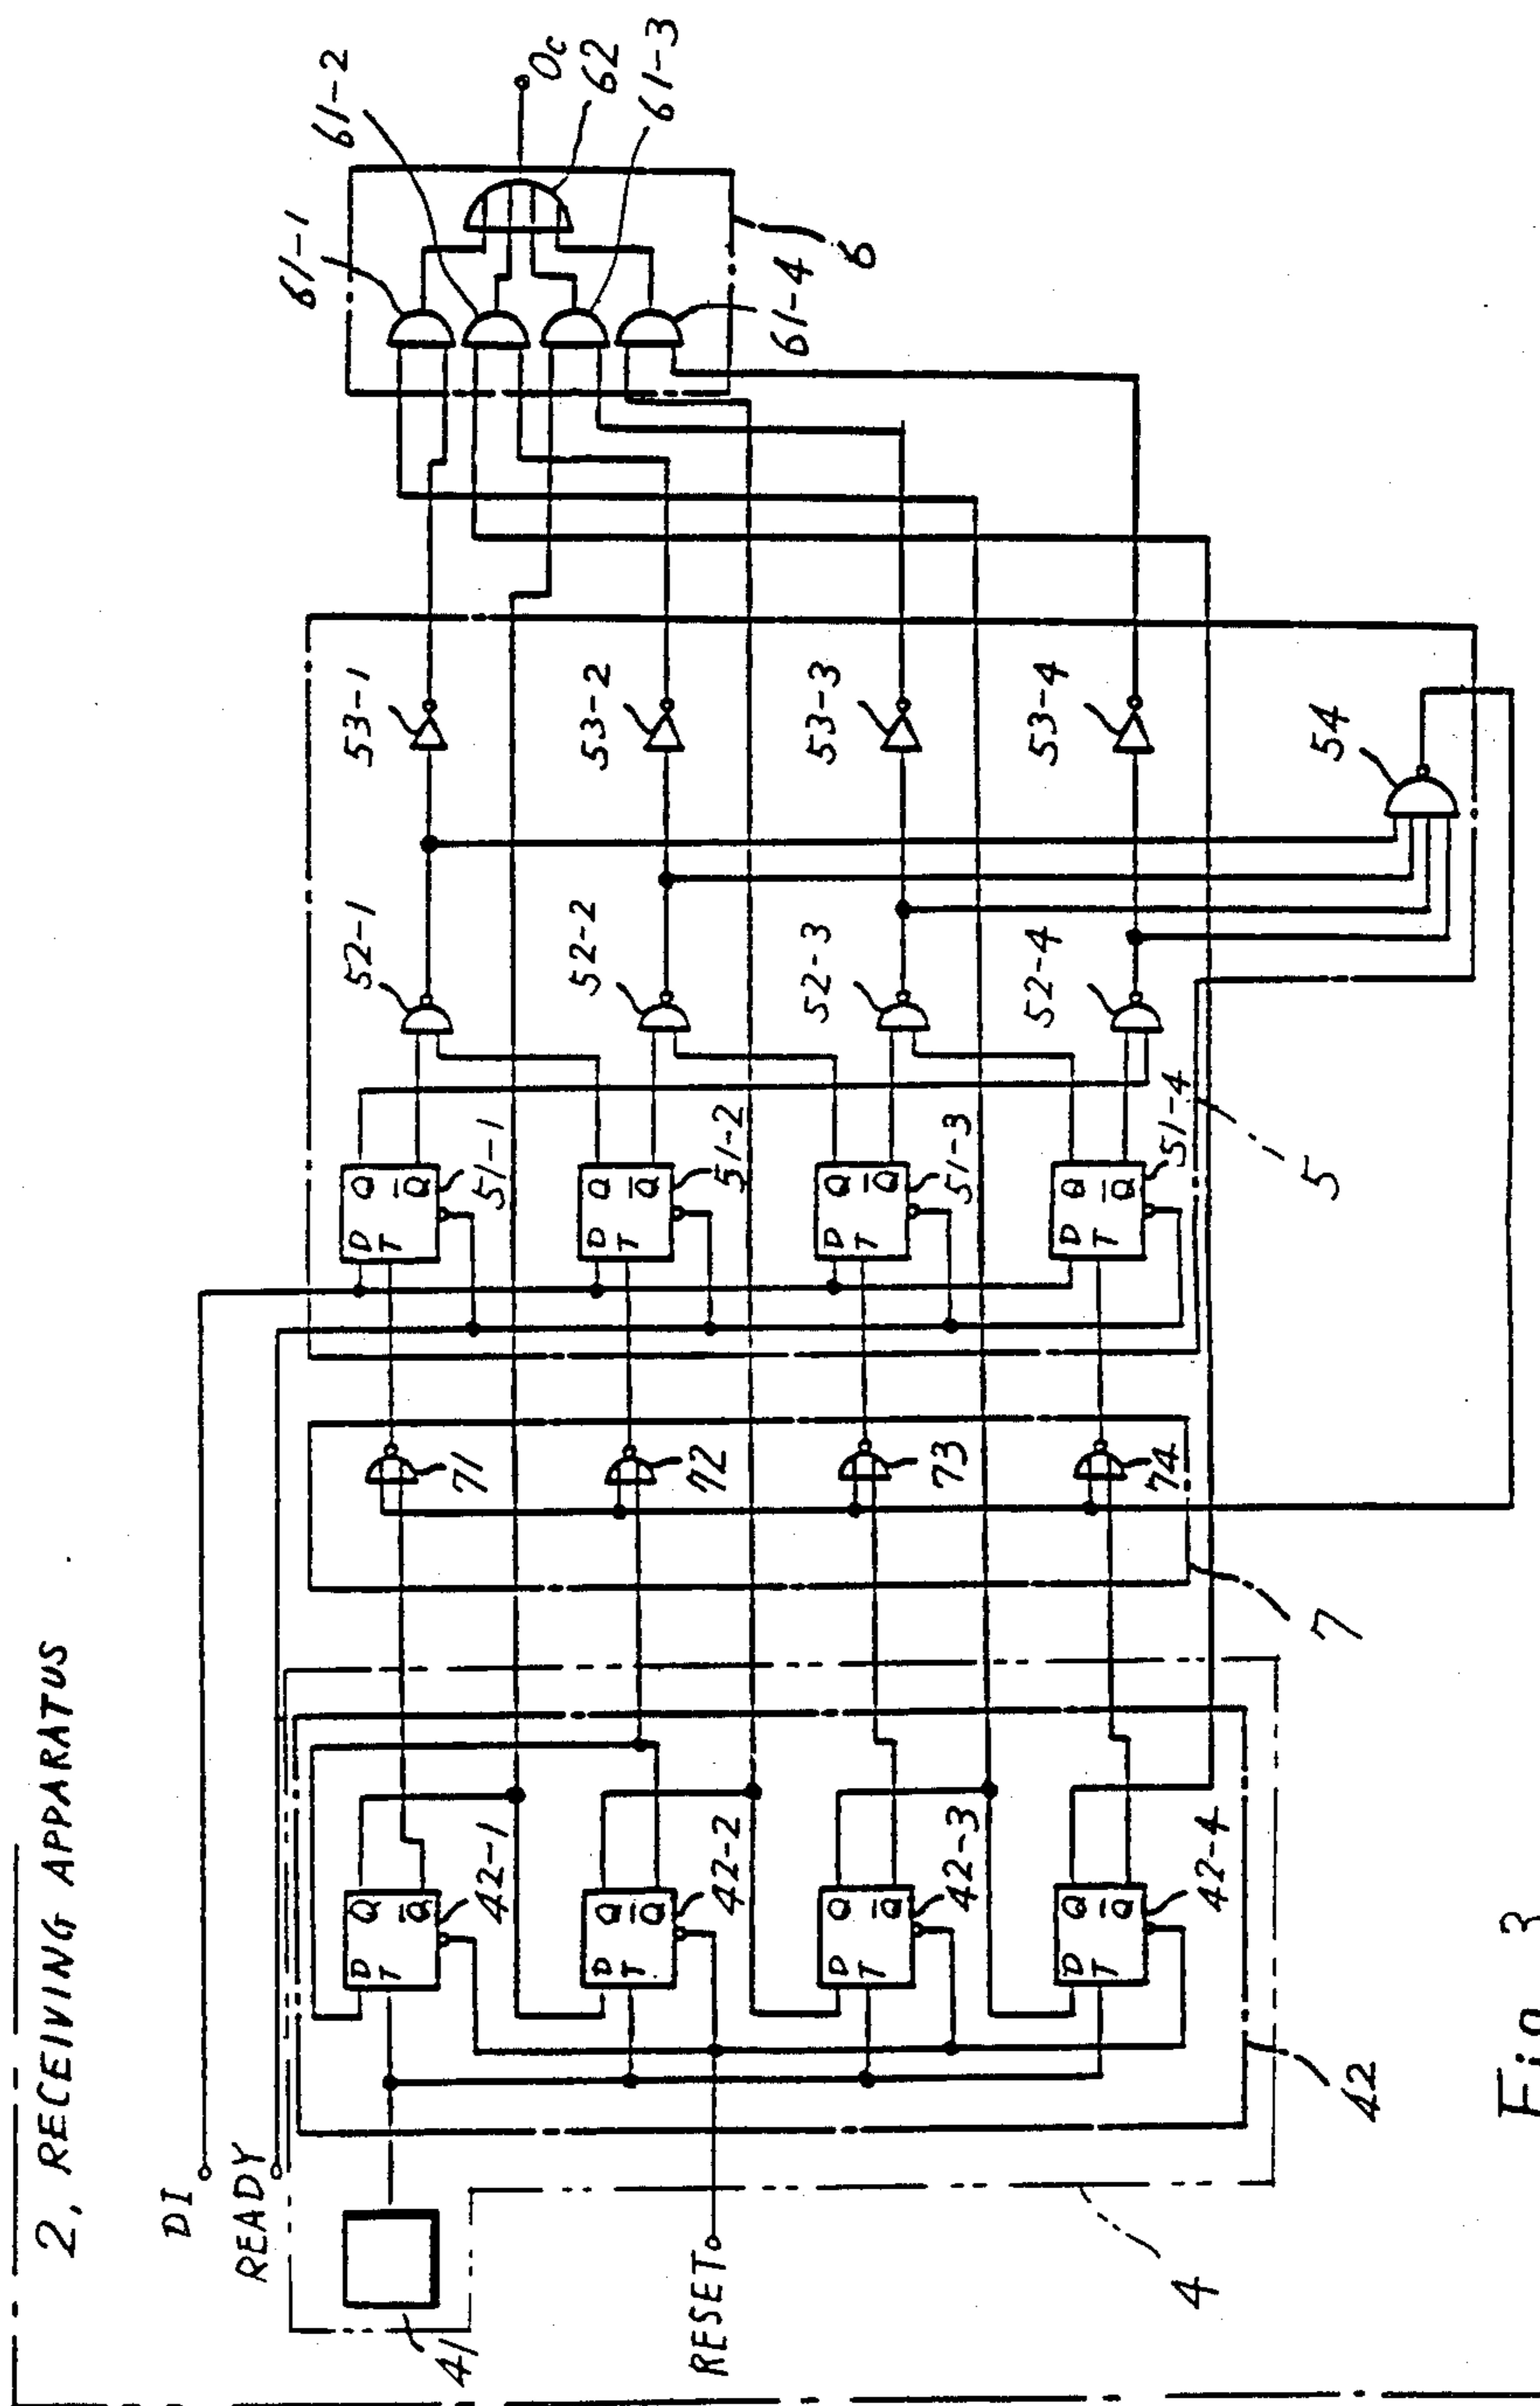 2, RECEIVING APPARATUS
DI
READY
41
RESET
4
42
D
T
Q
Q̅
42-1
D
T
Q
Q̅
42-2
D
T
Q
Q̅
42-3
D
T
Q
Q̅
42-4
7
71
72
73
74
5
D
T
Q
Q̅
51-1
D
T
Q
Q̅
51-2
D
T
Q
Q̅
51-3
D
T
Q
Q̅
51-4
52-1
52-2
52-3
52-4
53-1
53-2
53-3
53-4
54
61-1
61-2
61-3
61-4
62
6
Oc
Fig. 3